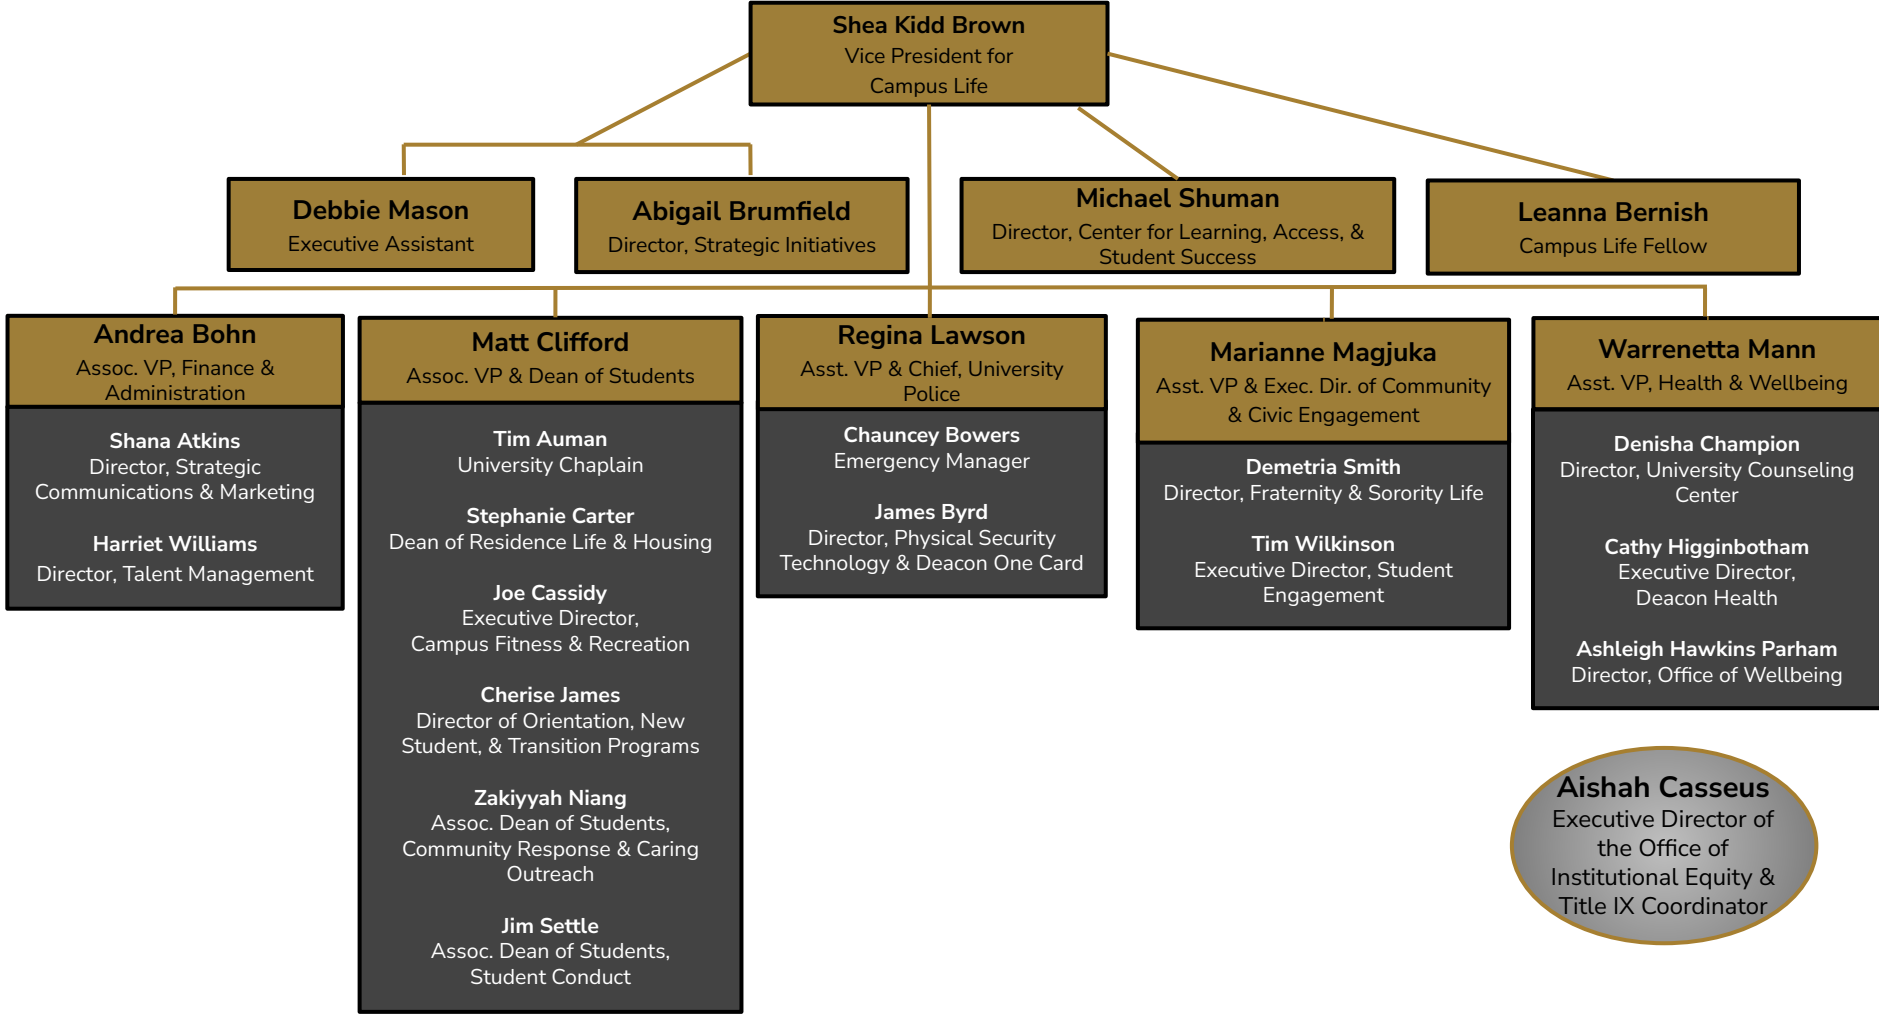 Shea Kidd Brown
Vice President for
Campus Life
Debbie Mason
Executive Assistant
Abigail Brumfield
Director, Strategic Initiatives
Michael Shuman
Director, Center for Learning, Access, &
Student Success
Leanna Bernish
Campus Life Fellow
Andrea Bohn
Assoc. VP, Finance &
Administration
Shana Atkins
Director, Strategic
Communications & Marketing
Harriet Williams
Director, Talent Management
Matt Clifford
Assoc. VP & Dean of Students
Tim Auman
University Chaplain
Stephanie Carter
Dean of Residence Life & Housing
Joe Cassidy
Executive Director,
Campus Fitness & Recreation
Cherise James
Director of Orientation, New
Student, & Transition Programs
Zakiyyah Niang
Assoc. Dean of Students,
Community Response & Caring
Outreach
Jim Settle
Assoc. Dean of Students,
Student Conduct
Regina Lawson
Asst. VP & Chief, University
Police
Chauncey Bowers
Emergency Manager
James Byrd
Director, Physical Security
Technology & Deacon One Card
Marianne Magjuka
Asst. VP & Exec. Dir. of Community
& Civic Engagement
Demetria Smith
Director, Fraternity & Sorority Life
Tim Wilkinson
Executive Director, Student
Engagement
Warrenetta Mann
Asst. VP, Health & Wellbeing
Denisha Champion
Director, University Counseling
Center
Cathy Higginbotham
Executive Director,
Deacon Health
Ashleigh Hawkins Parham
Director, Office of Wellbeing
Aishah Casseus
Executive Director of
the Office of
Institutional Equity &
Title IX Coordinator